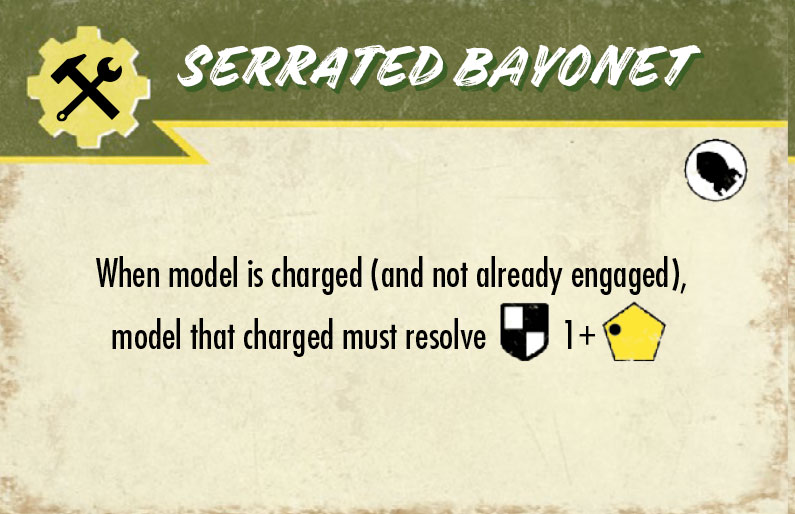 SERRATED BAYONET
When model is charged (and not already engaged),
model that charged must resolve 1+